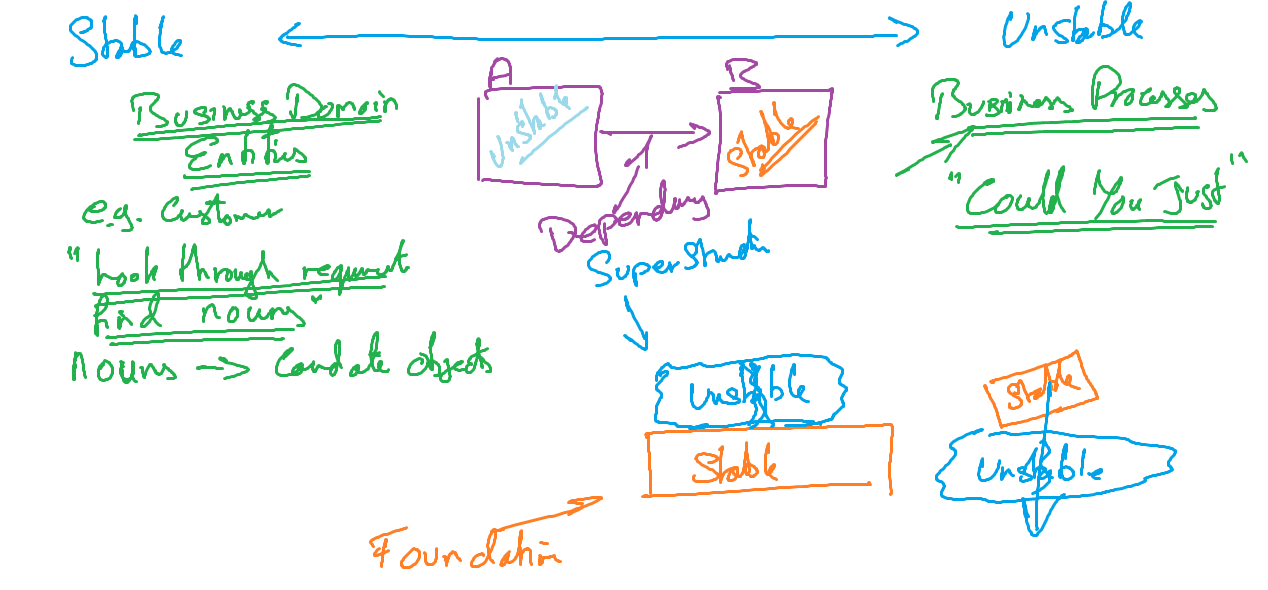 Stable
Unstable
A
B
Business Domain
Entities
Unstable
Stable
Business Processes
e.g. Customer
Dependency
"Could You Just"
"Look through requirement
find nouns"
SuperStructure
nouns -> Candidate objects
Unstable
Stable
Stable
Unstable
Foundation